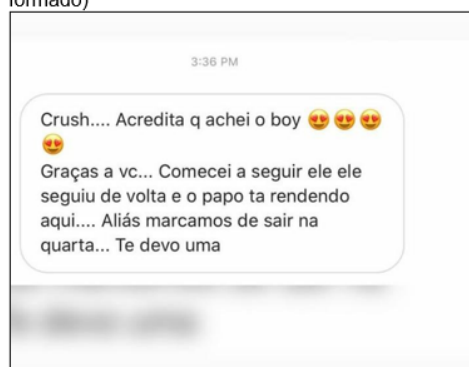 formado)
3:36 PM
Crush.... Acredita q achei o boy 😍 😍 😍
😍
Graças a vc... Comecei a seguir ele ele
seguiu de volta e o papo ta rendendo
aqui.... Aliás marcamos de sair na
quarta... Te devo uma